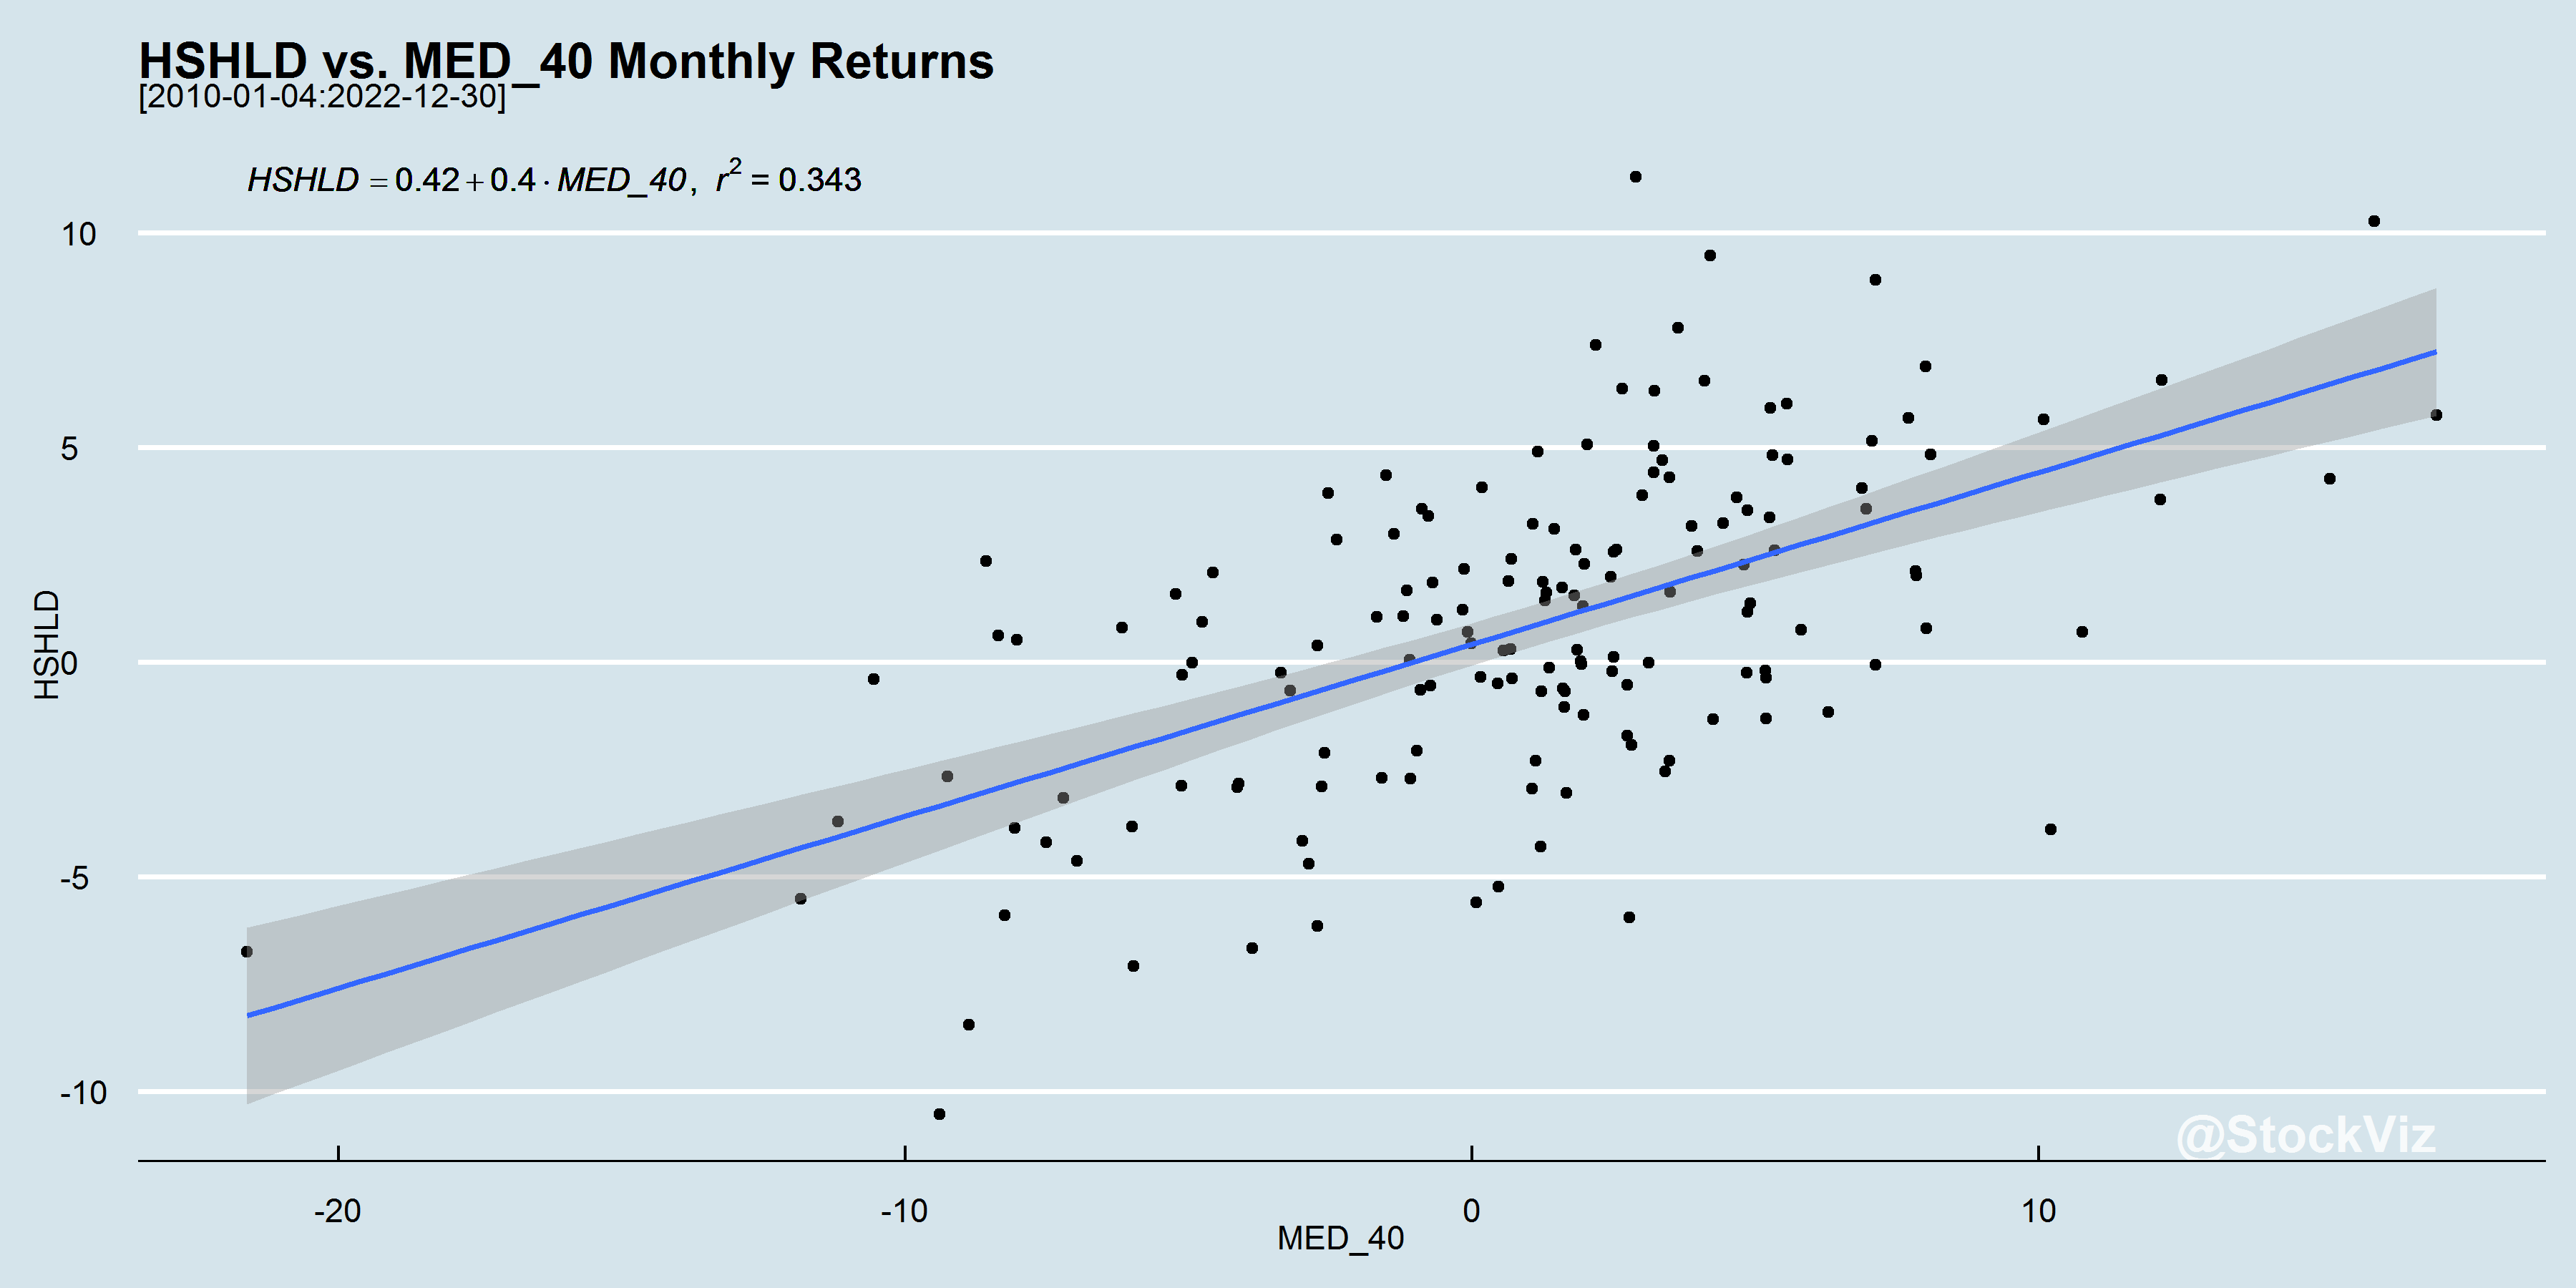 HSHLD vs. MED_40 Monthly Returns
[2010-01-04:2022-12-30]
HSHLD = 0.42 + 0.4 · MED_40, r² = 0.343
10
5
0
-5
-10
HSHLD
@StockViz
-20 -10 0 10
MED_40